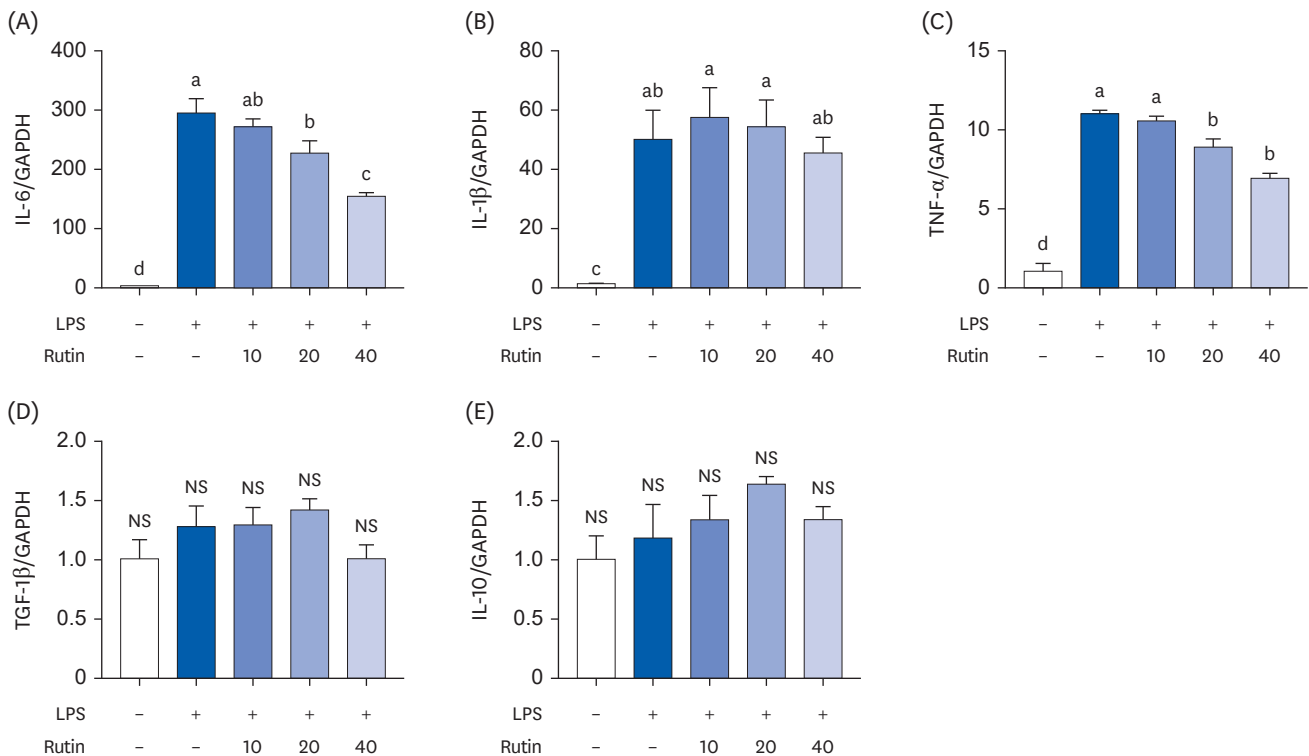 (A)
IL-6/GAPDH
400
300
200
100
0
d
a
ab
b
c
LPS – + + + +
Rutin – – 10 20 40
(B)
IL-1β/GAPDH
80
60
40
20
0
c
ab
a
a
ab
LPS – + + + +
Rutin – – 10 20 40
(C)
TNF-α/GAPDH
15
10
5
0
d
a
a
b
b
LPS – + + + +
Rutin – – 10 20 40
(D)
TGF-1β/GAPDH
2.0
1.5
1.0
0.5
0
NS
NS
NS
NS
NS
LPS – + + + +
Rutin – – 10 20 40
(E)
IL-10/GAPDH
2.0
1.5
1.0
0.5
0
NS
NS
NS
NS
NS
LPS – + + + +
Rutin – – 10 20 40